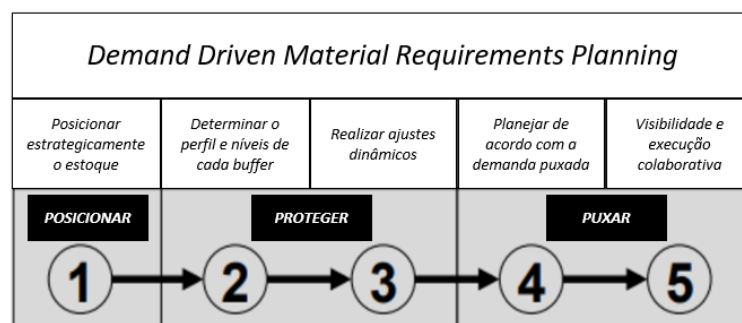 Demand Driven Material Requirements Planning
Posicionar
estrategicamente
o estoque
Determinar o
perfil e níveis de
cada buffer
Realizar ajustes
dinâmicos
Planejar de
acordo com a
demanda puxada
Visibilidade e
execução
colaborativa
POSICIONAR
PROTEGER
PUXAR
1
2
3
4
5